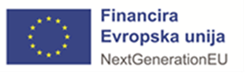 Financira
Evropska unija
NextGenerationEU